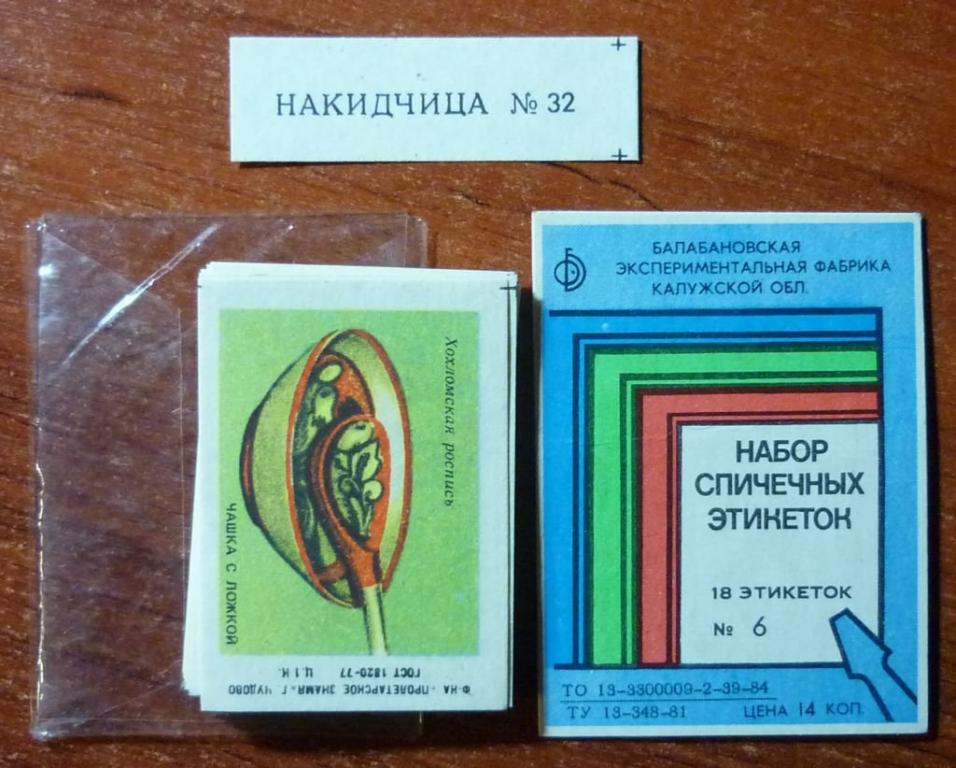 НАКИДЧИЦА № 32
Хохломская роспись
ЧАШКА С ЛОЖКОЙ
Ф-КА «ПРОЛЕТАРСКОЕ ЗНАМЯ» Г. ЧУДОВО
ГОСТ 1820-77 Ц. 1 К.
БАЛАБАНОВСКАЯ
ЭКСПЕРИМЕНТАЛЬНАЯ ФАБРИКА
КАЛУЖСКОЙ ОБЛ.
НАБОР
СПИЧЕЧНЫХ
ЭТИКЕТОК
18 ЭТИКЕТОК
№ 6
ТО 13-3300009-2-39-84
ТУ 13-348-81 ЦЕНА 14 КОП.